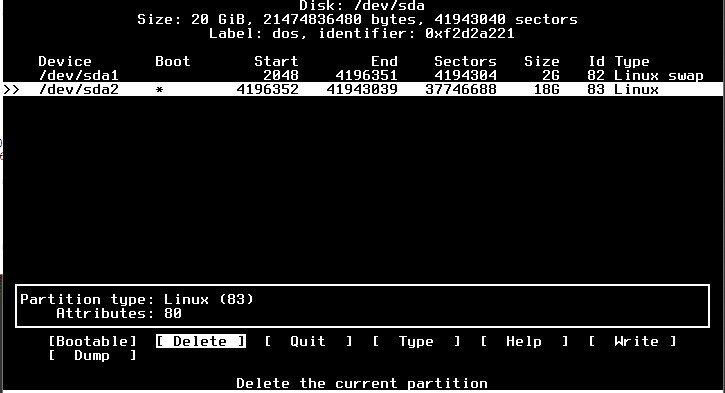 Disk: /dev/sda
Size: 20 GiB, 21474836480 bytes, 41943040 sectors
Label: dos, identifier: 0xf2d2a221
Device Boot Start End Sectors Size Id Type
/dev/sda1 2048 4196351 4194304 2G 82 Linux swap
>> /dev/sda2 * 4196352 41943039 37746688 18G 83 Linux
Partition type: Linux (83)
Attributes: 80
[Bootable] [ Delete ] [ Quit ] [ Type ] [ Help ] [ Write ]
[ Dump ]
Delete the current partition